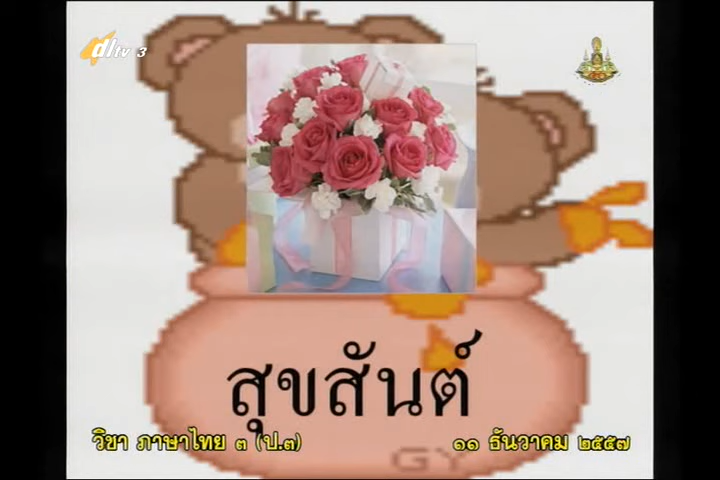 dltv 3
สุขสันต์
วิชา ภาษาไทย ๓ (ป.๓)
๑๑ ธันวาคม ๒๕๕๗
GY